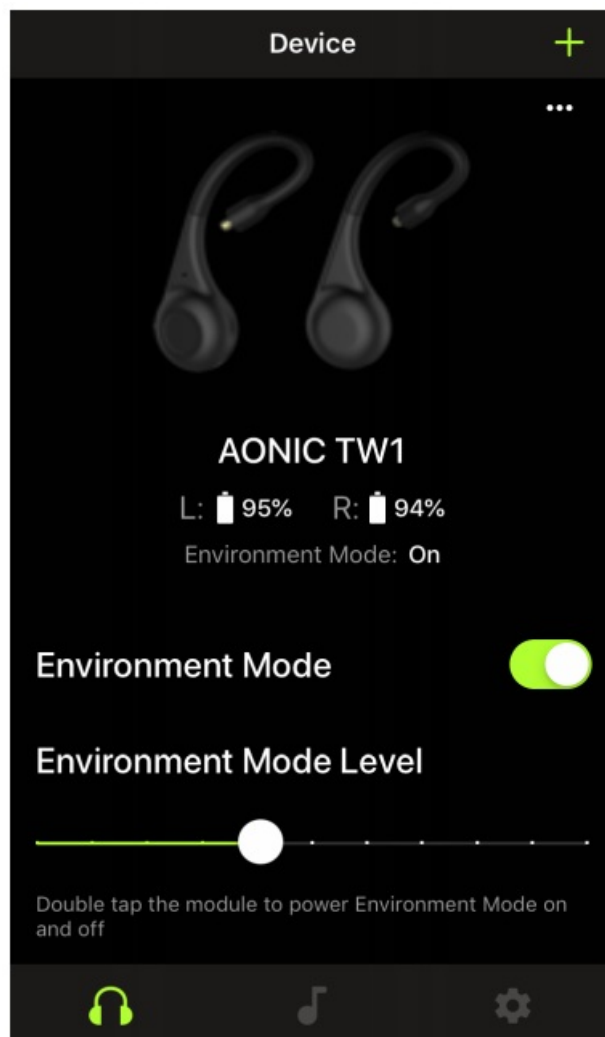 Device
AONIC TW1
L: 95% R: 94%
Environment Mode: On
Environment Mode
Environment Mode Level
Double tap the module to power Environment Mode on
and off